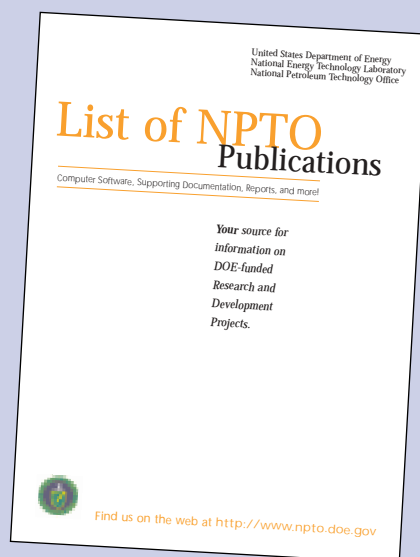 United States Department of Energy
National Energy Technology Laboratory
National Petroleum Technology Office
List of NPTO
Publications
Computer Software, Supporting Documentation, Reports, and more!
Your source for
information on
DOE-funded
Research and
Development
Projects.
Find us on the web at http://www.npto.doe.gov